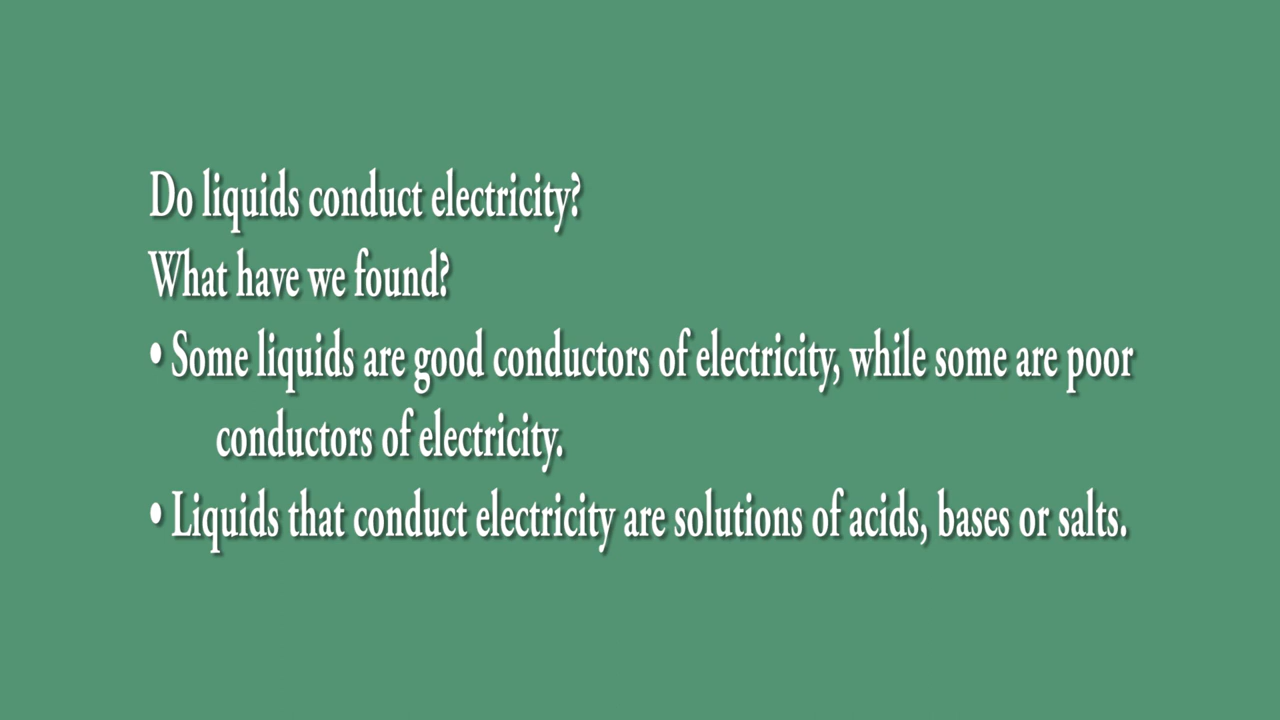 Do liquids conduct electricity?
What have we found?
• Some liquids are good conductors of electricity, while some are poor
conductors of electricity.
• Liquids that conduct electricity are solutions of acids, bases or salts.